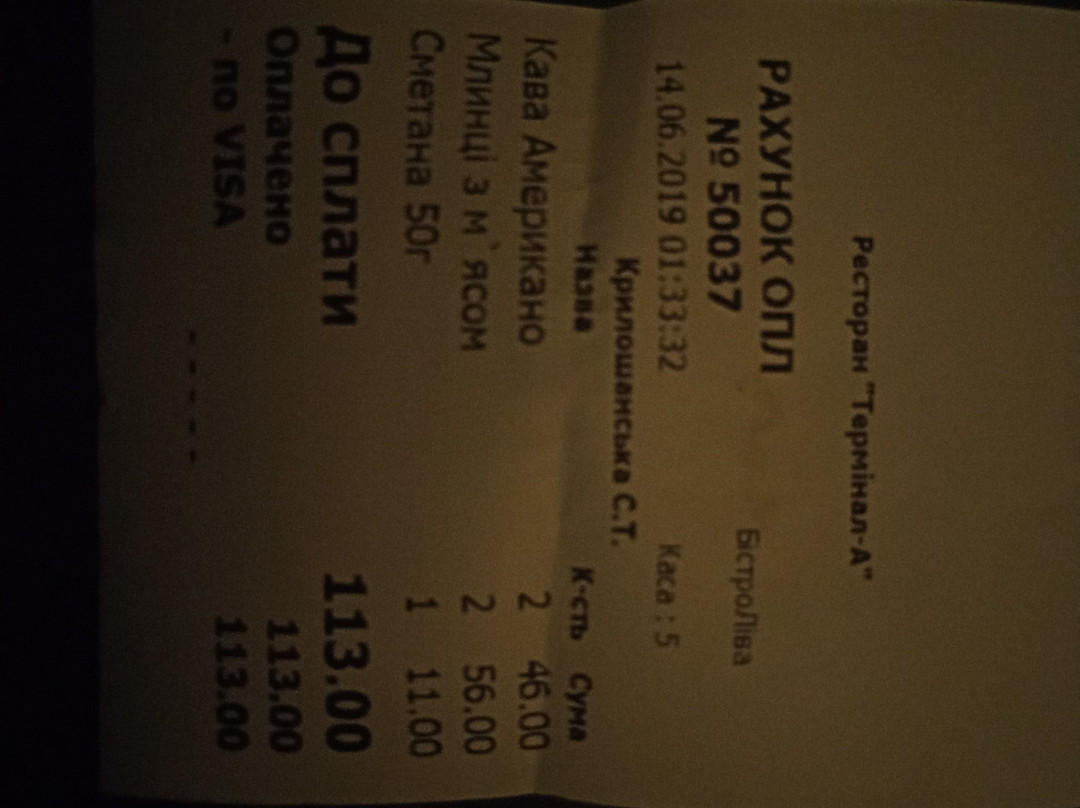 Ресторан "Термінал-А"
РАХУНОК ОПЛ
БістроЛіва
№ 50037
14.06.2019 01:33:32 Каса : 5
Крилошанська С.Т.
Назва К-сть Сума
Кава Американо 2 46.00
Млинці з м`ясом 2 56.00
Сметана 50г 1 11.00
До сплати 113.00
Оплачено 113.00
- по VISA 113.00
- - - - -